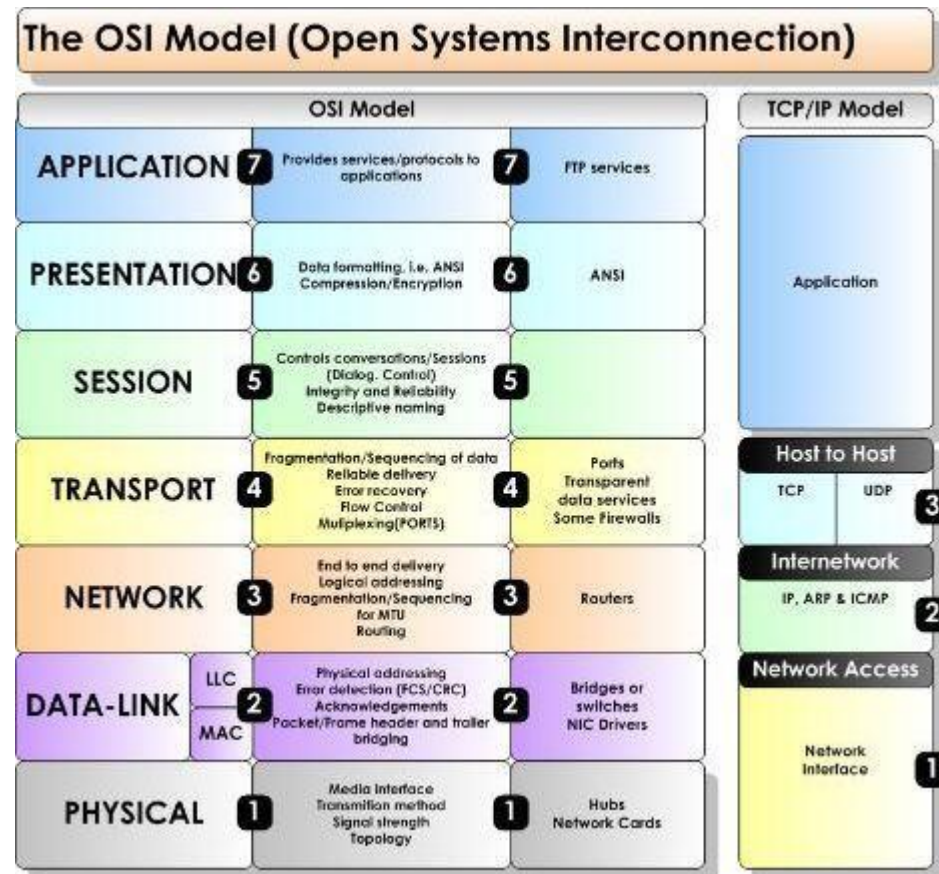 The OSI Model (Open Systems Interconnection)
OSI Model
TCP/IP Model
APPLICATION
7
Provides services/protocols to
applications
7
FTP services
PRESENTATION
6
Data formatting, i.e. ANSI
Compression/Encryption
6
ANSI
SESSION
5
Controls conversations/Sessions
(Dialog. Control)
Integrity and Reliability
Descriptive naming
5
TRANSPORT
4
Fragmentation/Sequencing of data
Reliable delivery
Error recovery
Flow Control
Muliplexing(PORTS)
4
Ports
Transparent
data services
Some Firewalls
NETWORK
3
End to end delivery
Logical addressing
Fragmentation/Sequencing
for MTU
Routing
3
Routers
DATA-LINK
LLC
MAC
2
Physical addressing
Error detection (FCS/CRC)
Acknowledgements
Packet/Frame header and trailer
bridging
2
Bridges or
switches
NIC Drivers
PHYSICAL
1
Media Interface
Transmition method
Signal strength
Topology
1
Hubs
Network Cards
Application
Host to Host
TCP
UDP
3
Internetwork
IP, ARP & ICMP
2
Network Access
Network
Interface
1